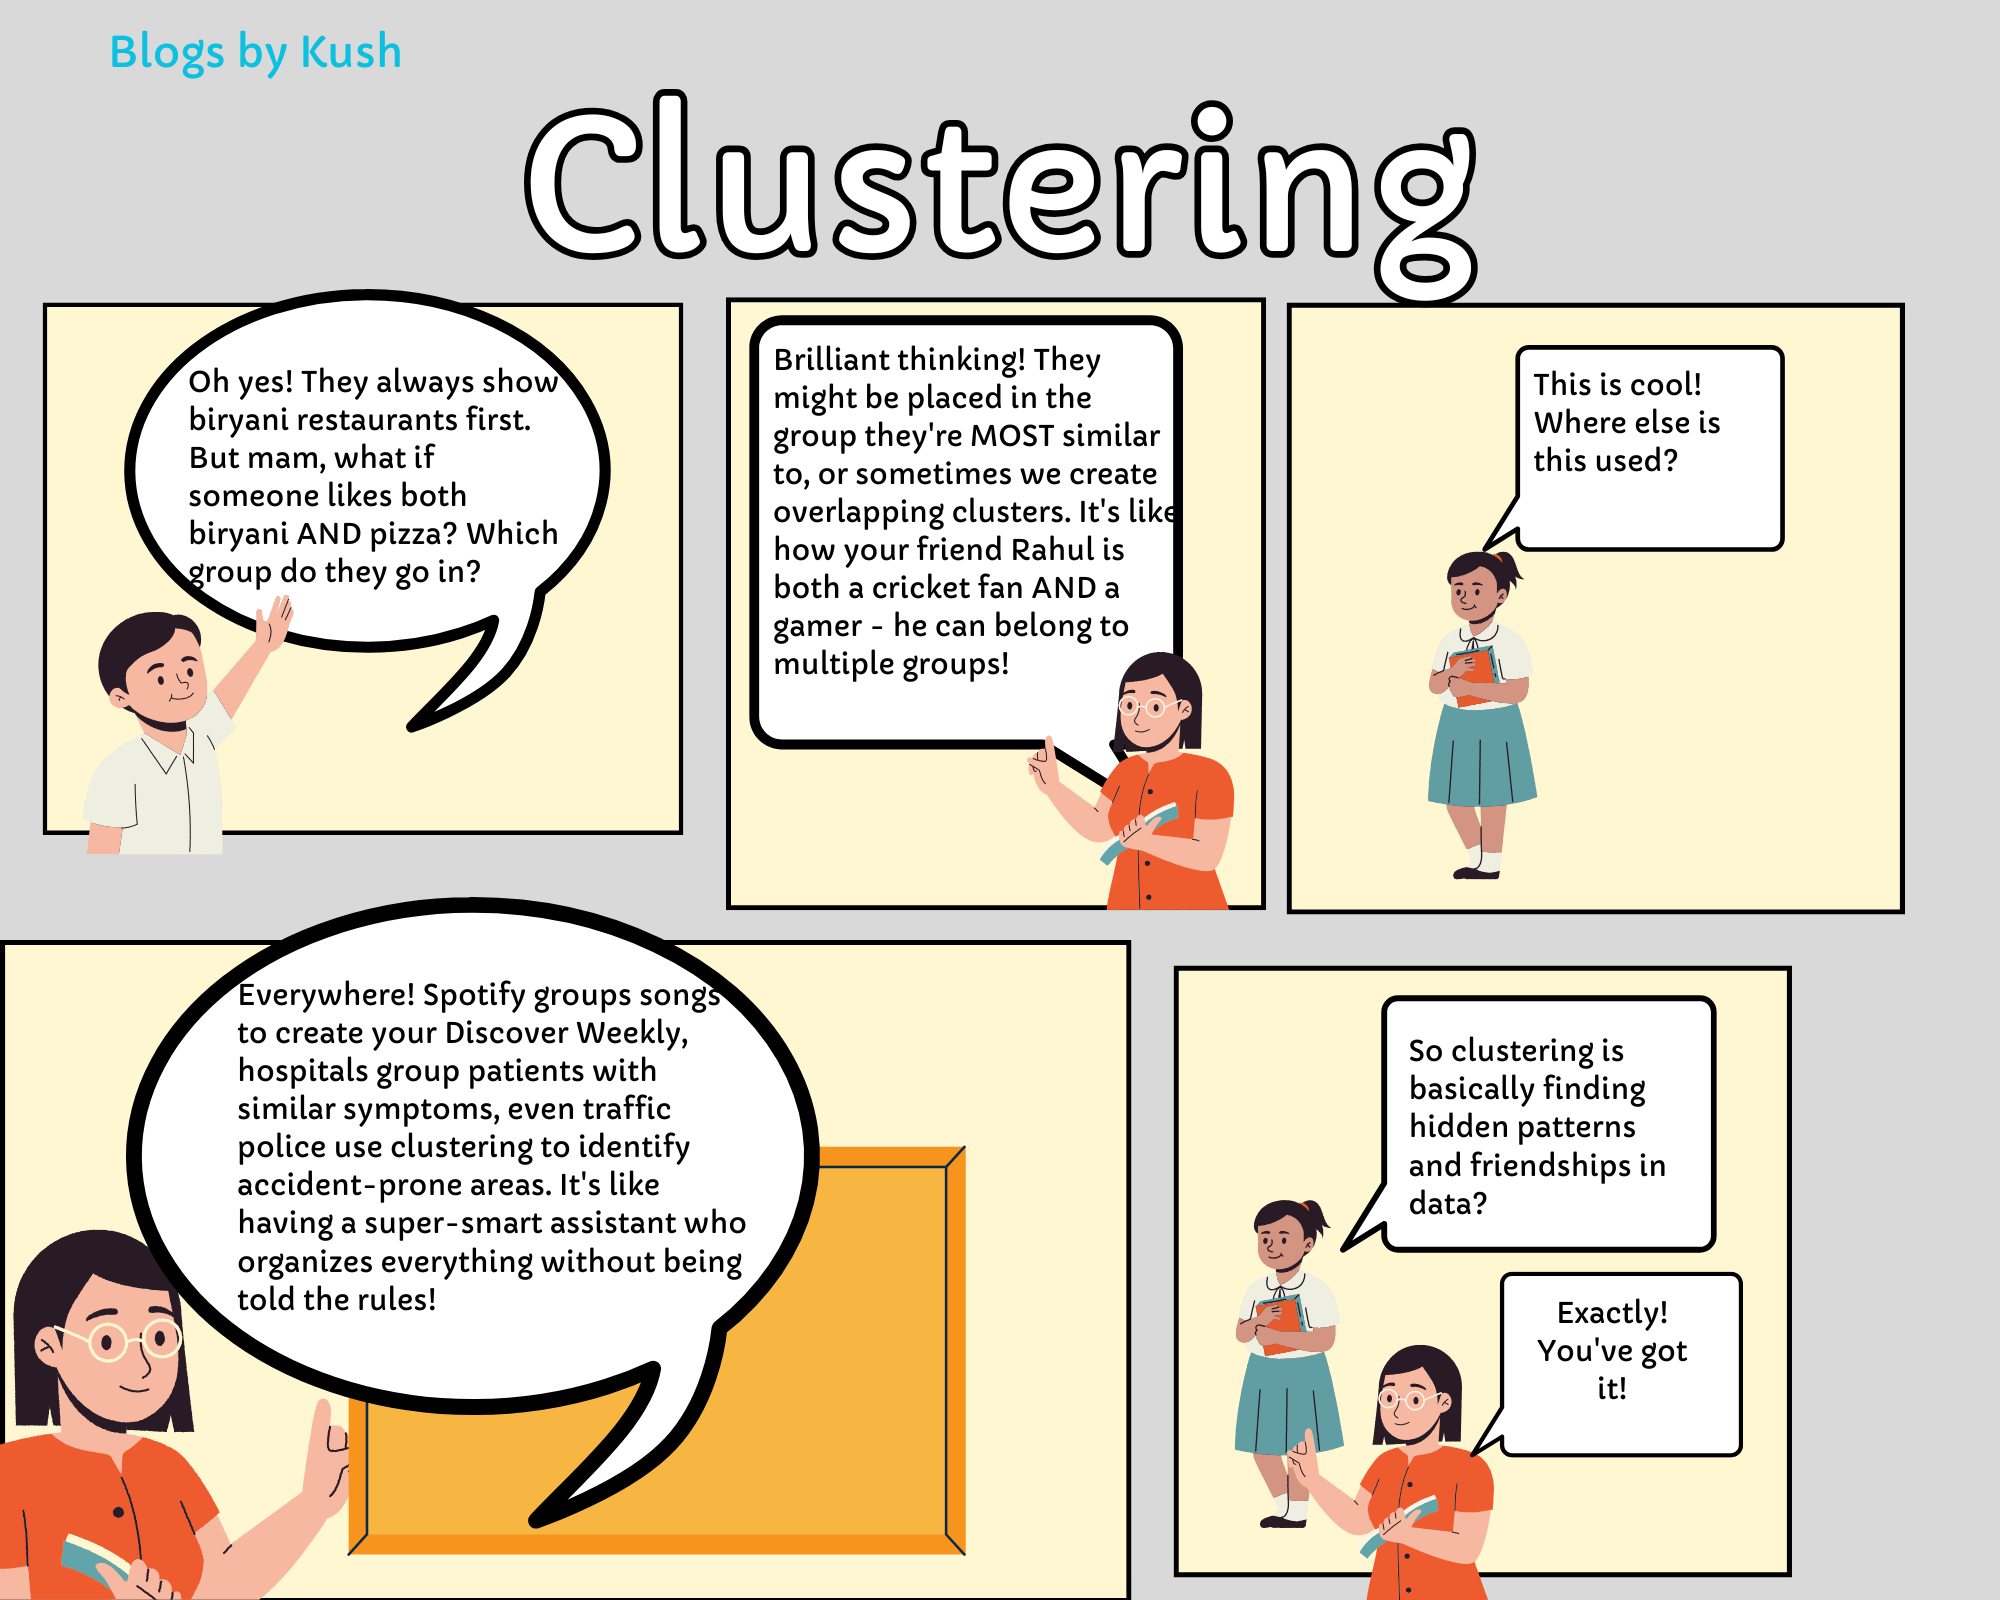 Blogs by Kush
Clustering
Oh yes! They always show
biryani restaurants first.
But mam, what if
someone likes both
biryani AND pizza? Which
group do they go in?
Brilliant thinking! They
might be placed in the
group they're MOST similar
to, or sometimes we create
overlapping clusters. It's like
how your friend Rahul is
both a cricket fan AND a
gamer - he can belong to
multiple groups!
This is cool!
Where else is
this used?
Everywhere! Spotify groups songs
to create your Discover Weekly,
hospitals group patients with
similar symptoms, even traffic
police use clustering to identify
accident-prone areas. It's like
having a super-smart assistant who
organizes everything without being
told the rules!
So clustering is
basically finding
hidden patterns
and friendships in
data?
Exactly!
You've got
it!